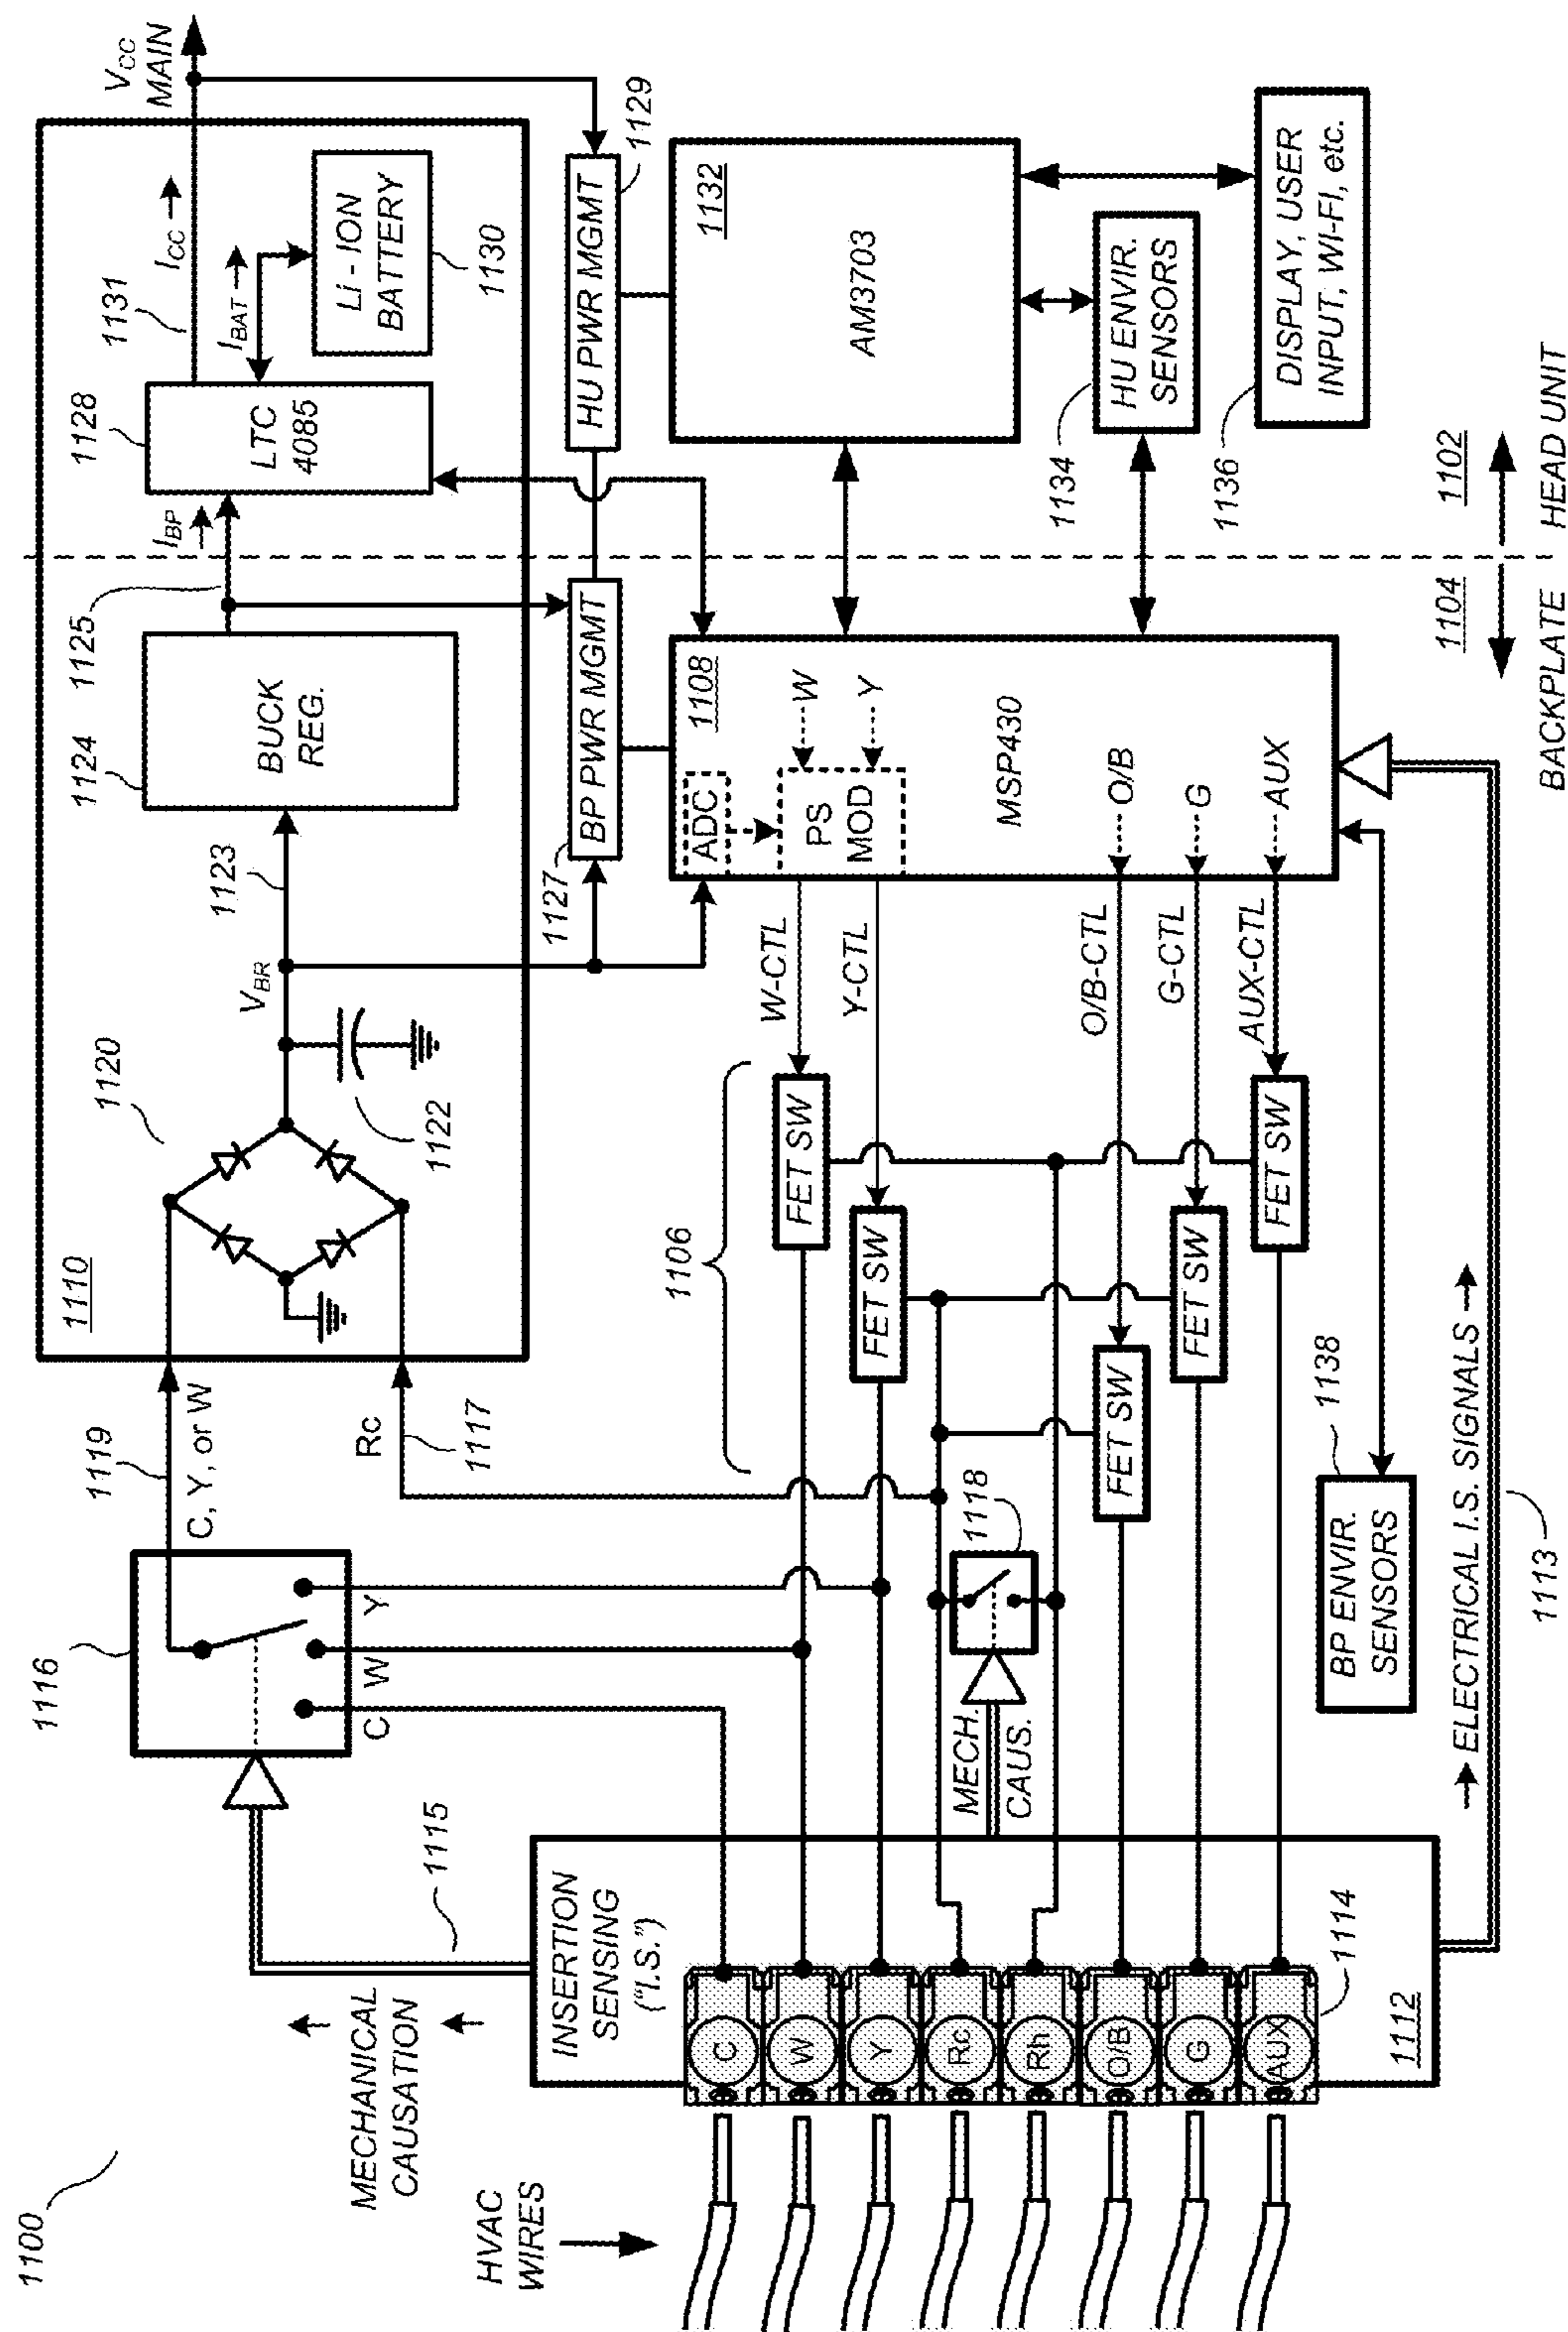 1100
HVAC
WIRES
MECHANICAL
CAUSATION
1115
INSERTION
SENSING
("I.S.")
C
W
Y
Rc
Rh
O/B
G
AUX
1114
1112
1116
C
W
Y
1119
C, Y, or W
Rc
1117
MECH.
CAUS.
1118
BP ENVIR.
SENSORS
1138
ELECTRICAL I.S. SIGNALS
1113
1110
1120
1122
VBR
1123
1124
BUCK
REG.
1125
IBP
1128
LTC
4085
1131
ICC
IBAT
Li - ION
BATTERY
1130
VCC
MAIN
1106
FET SW
FET SW
FET SW
FET SW
FET SW
W-CTL
Y-CTL
O/B-CTL
G-CTL
AUX-CTL
1127
BP PWR MGMT
HU PWR MGMT
1129
1108
ADC
PS
MOD
W
Y
MSP430
O/B
G
AUX
1132
AM3703
HU ENVIR.
SENSORS
1134
DISPLAY, USER
INPUT, WI-FI, etc.
1136
1104
1102
BACKPLATE
HEAD UNIT